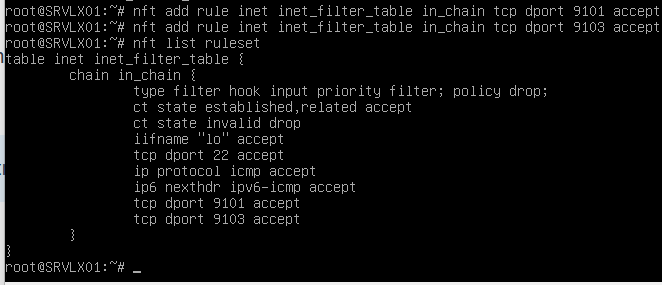 root@SRVLX01:~# nft add rule inet inet_filter_table in_chain tcp dport 9101 accept
root@SRVLX01:~# nft add rule inet inet_filter_table in_chain tcp dport 9103 accept
root@SRVLX01:~# nft list ruleset
table inet inet_filter_table {
        chain in_chain {
                type filter hook input priority filter; policy drop;
                ct state established,related accept
                ct state invalid drop
                iifname "lo" accept
                tcp dport 22 accept
                ip protocol icmp accept
                ip6 nexthdr ipv6-icmp accept
                tcp dport 9101 accept
                tcp dport 9103 accept
        }
}
root@SRVLX01:~# _